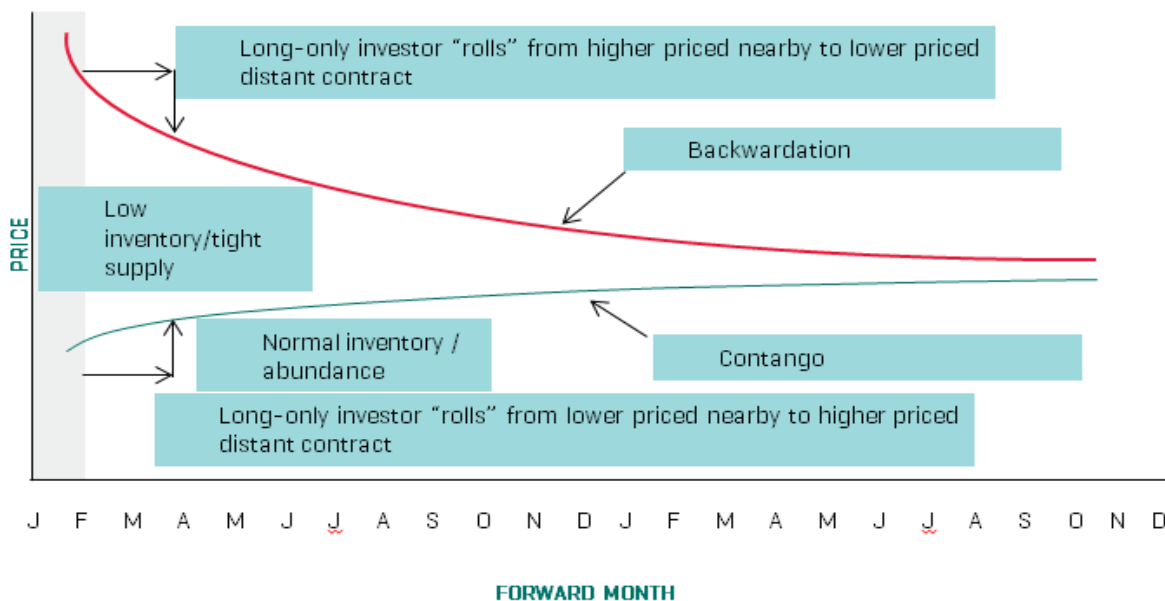 Long-only investor “rolls” from higher priced nearby to lower priced
distant contract
Backwardation
Low
inventory/tight
supply
PRICE
Normal inventory /
abundance
Contango
Long-only investor “rolls” from lower priced nearby to higher priced
distant contract
J F M A M J J A S O N D J F M A M J J A S O N D
FORWARD MONTH